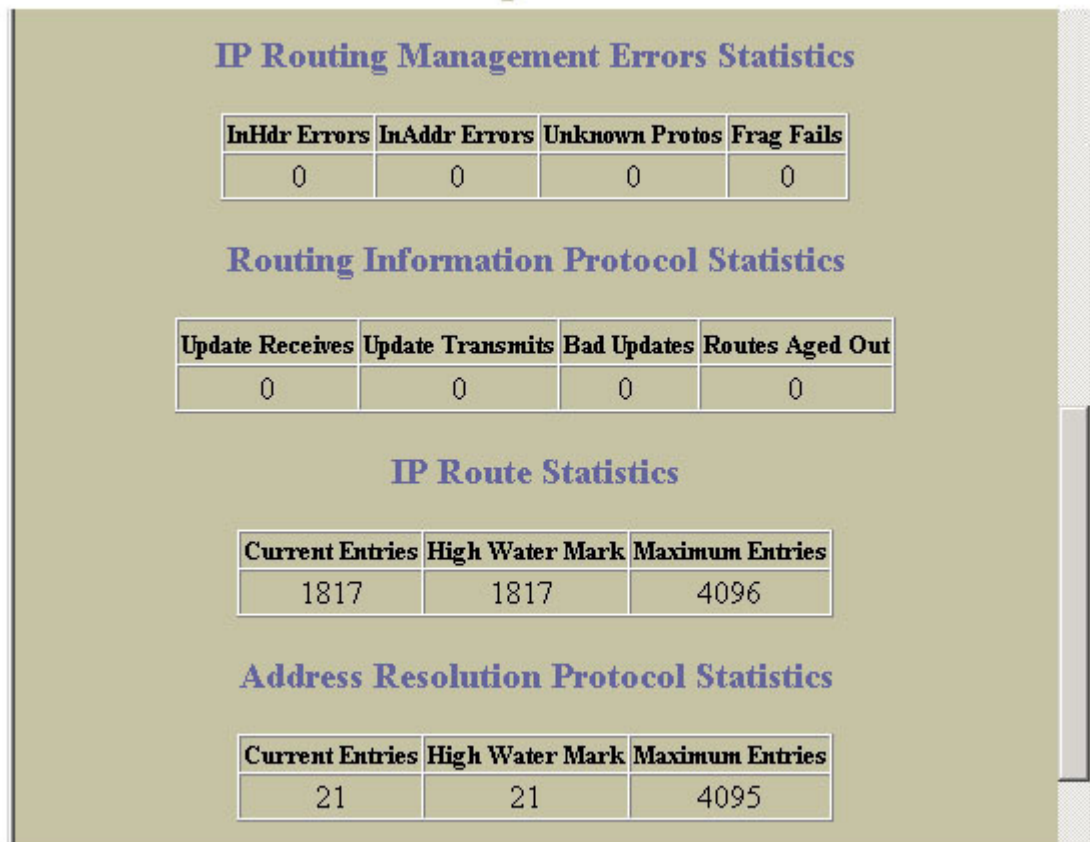 IP Routing Management Errors Statistics
InHdr Errors InAddr Errors Unknown Protos Frag Fails
0 0 0 0
Routing Information Protocol Statistics
Update Receives Update Transmits Bad Updates Routes Aged Out
0 0 0 0
IP Route Statistics
Current Entries High Water Mark Maximum Entries
1817 1817 4096
Address Resolution Protocol Statistics
Current Entries High Water Mark Maximum Entries
21 21 4095